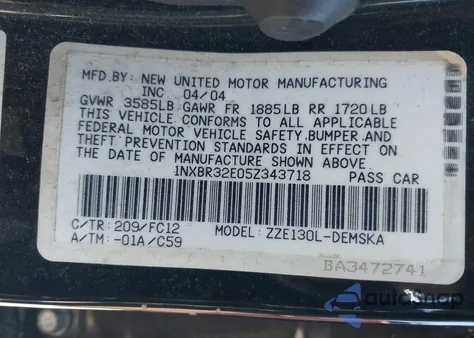 MFD.BY: NEW UNITED MOTOR MANUFACTURING
INC 04/04
GVWR 3585LB GAWR FR 1885LB RR 1720LB
THIS VEHICLE CONFORMS TO ALL APPLICABLE
FEDERAL MOTOR VEHICLE SAFETY,BUMPER,AND
THEFT PREVENTION STANDARDS IN EFFECT ON
THE DATE OF MANUFACTURE SHOWN ABOVE.
1NXBR32E05Z343718 PASS CAR
C/TR: 209/FC12 MODEL: ZZE130L-DEMSKA
A/TM: -01A/C59
BA3472741
autosnap